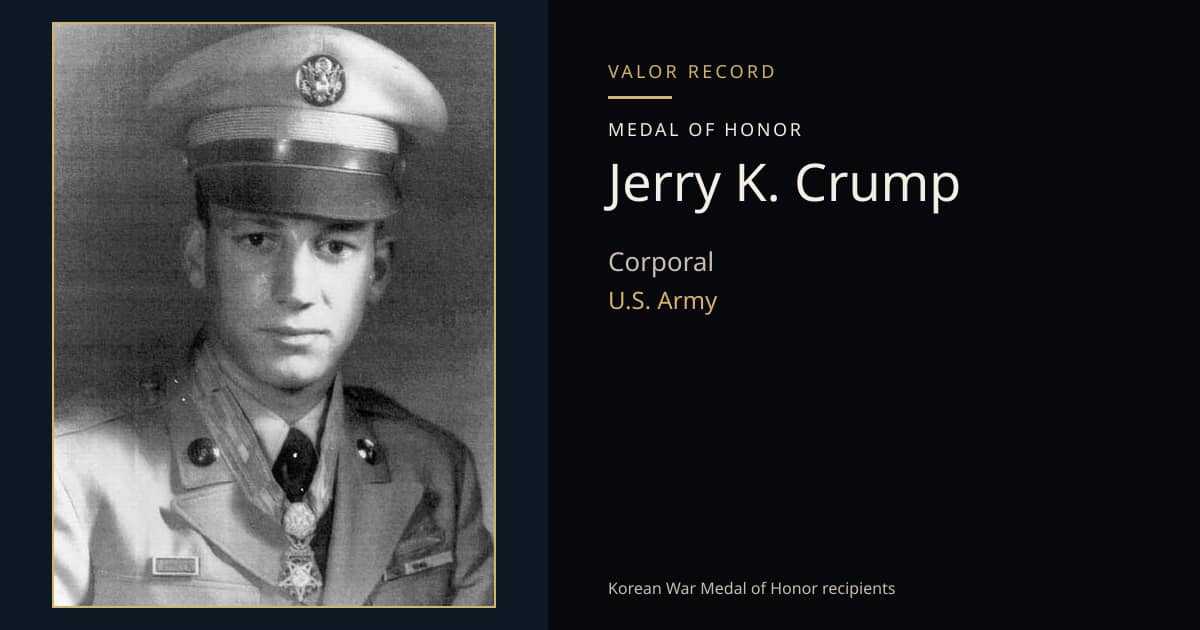 VALOR RECORD
MEDAL OF HONOR
Jerry K. Crump
Corporal
U.S. Army
Korean War Medal of Honor recipients